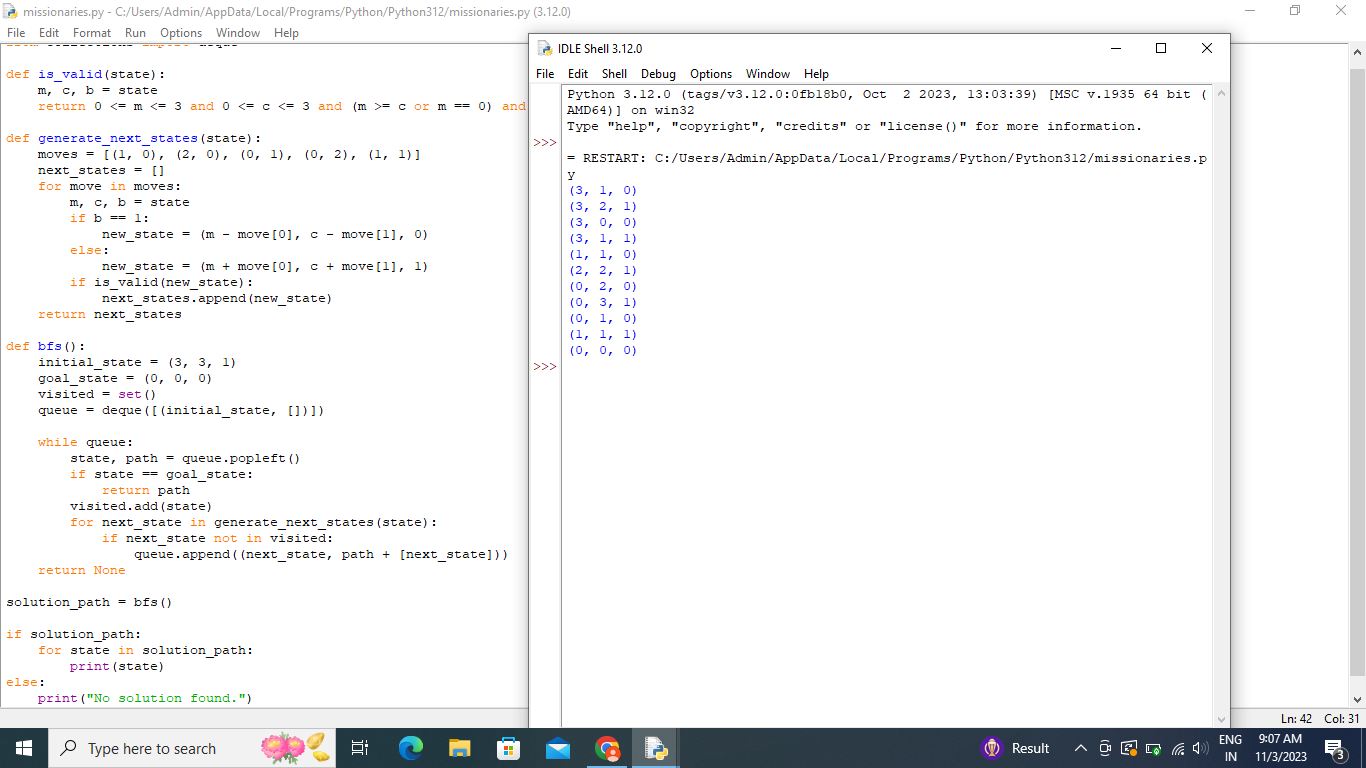 missionaries.py - C:/Users/Admin/AppData/Local/Programs/Python/Python312/missionaries.py (3.12.0)
File Edit Format Run Options Window Help
def is_valid(state):
    m, c, b = state
    return 0 <= m <= 3 and 0 <= c <= 3 and (m >= c or m == 0) and
def generate_next_states(state):
    moves = [(1, 0), (2, 0), (0, 1), (0, 2), (1, 1)]
    next_states = []
    for move in moves:
        m, c, b = state
        if b == 1:
            new_state = (m - move[0], c - move[1], 0)
        else:
            new_state = (m + move[0], c + move[1], 1)
        if is_valid(new_state):
            next_states.append(new_state)
    return next_states
def bfs():
    initial_state = (3, 3, 1)
    goal_state = (0, 0, 0)
    visited = set()
    queue = deque([(initial_state, [])])
    while queue:
        state, path = queue.popleft()
        if state == goal_state:
            return path
        visited.add(state)
        for next_state in generate_next_states(state):
            if next_state not in visited:
                queue.append((next_state, path + [next_state]))
    return None
solution_path = bfs()
if solution_path:
    for state in solution_path:
        print(state)
else:
    print("No solution found.")
IDLE Shell 3.12.0
File Edit Shell Debug Options Window Help
Python 3.12.0 (tags/v3.12.0:0fb18b0, Oct  2 2023, 13:03:39) [MSC v.1935 64 bit (
AMD64)] on win32
Type "help", "copyright", "credits" or "license()" for more information.
>>>
= RESTART: C:/Users/Admin/AppData/Local/Programs/Python/Python312/missionaries.p
y
(3, 1, 0)
(3, 2, 1)
(3, 0, 0)
(3, 1, 1)
(1, 1, 0)
(2, 2, 1)
(0, 2, 0)
(0, 3, 1)
(0, 1, 0)
(1, 1, 1)
(0, 0, 0)
>>>
Ln: 42 Col: 31
Type here to search
Result
ENG
IN
9:07 AM
11/3/2023
3